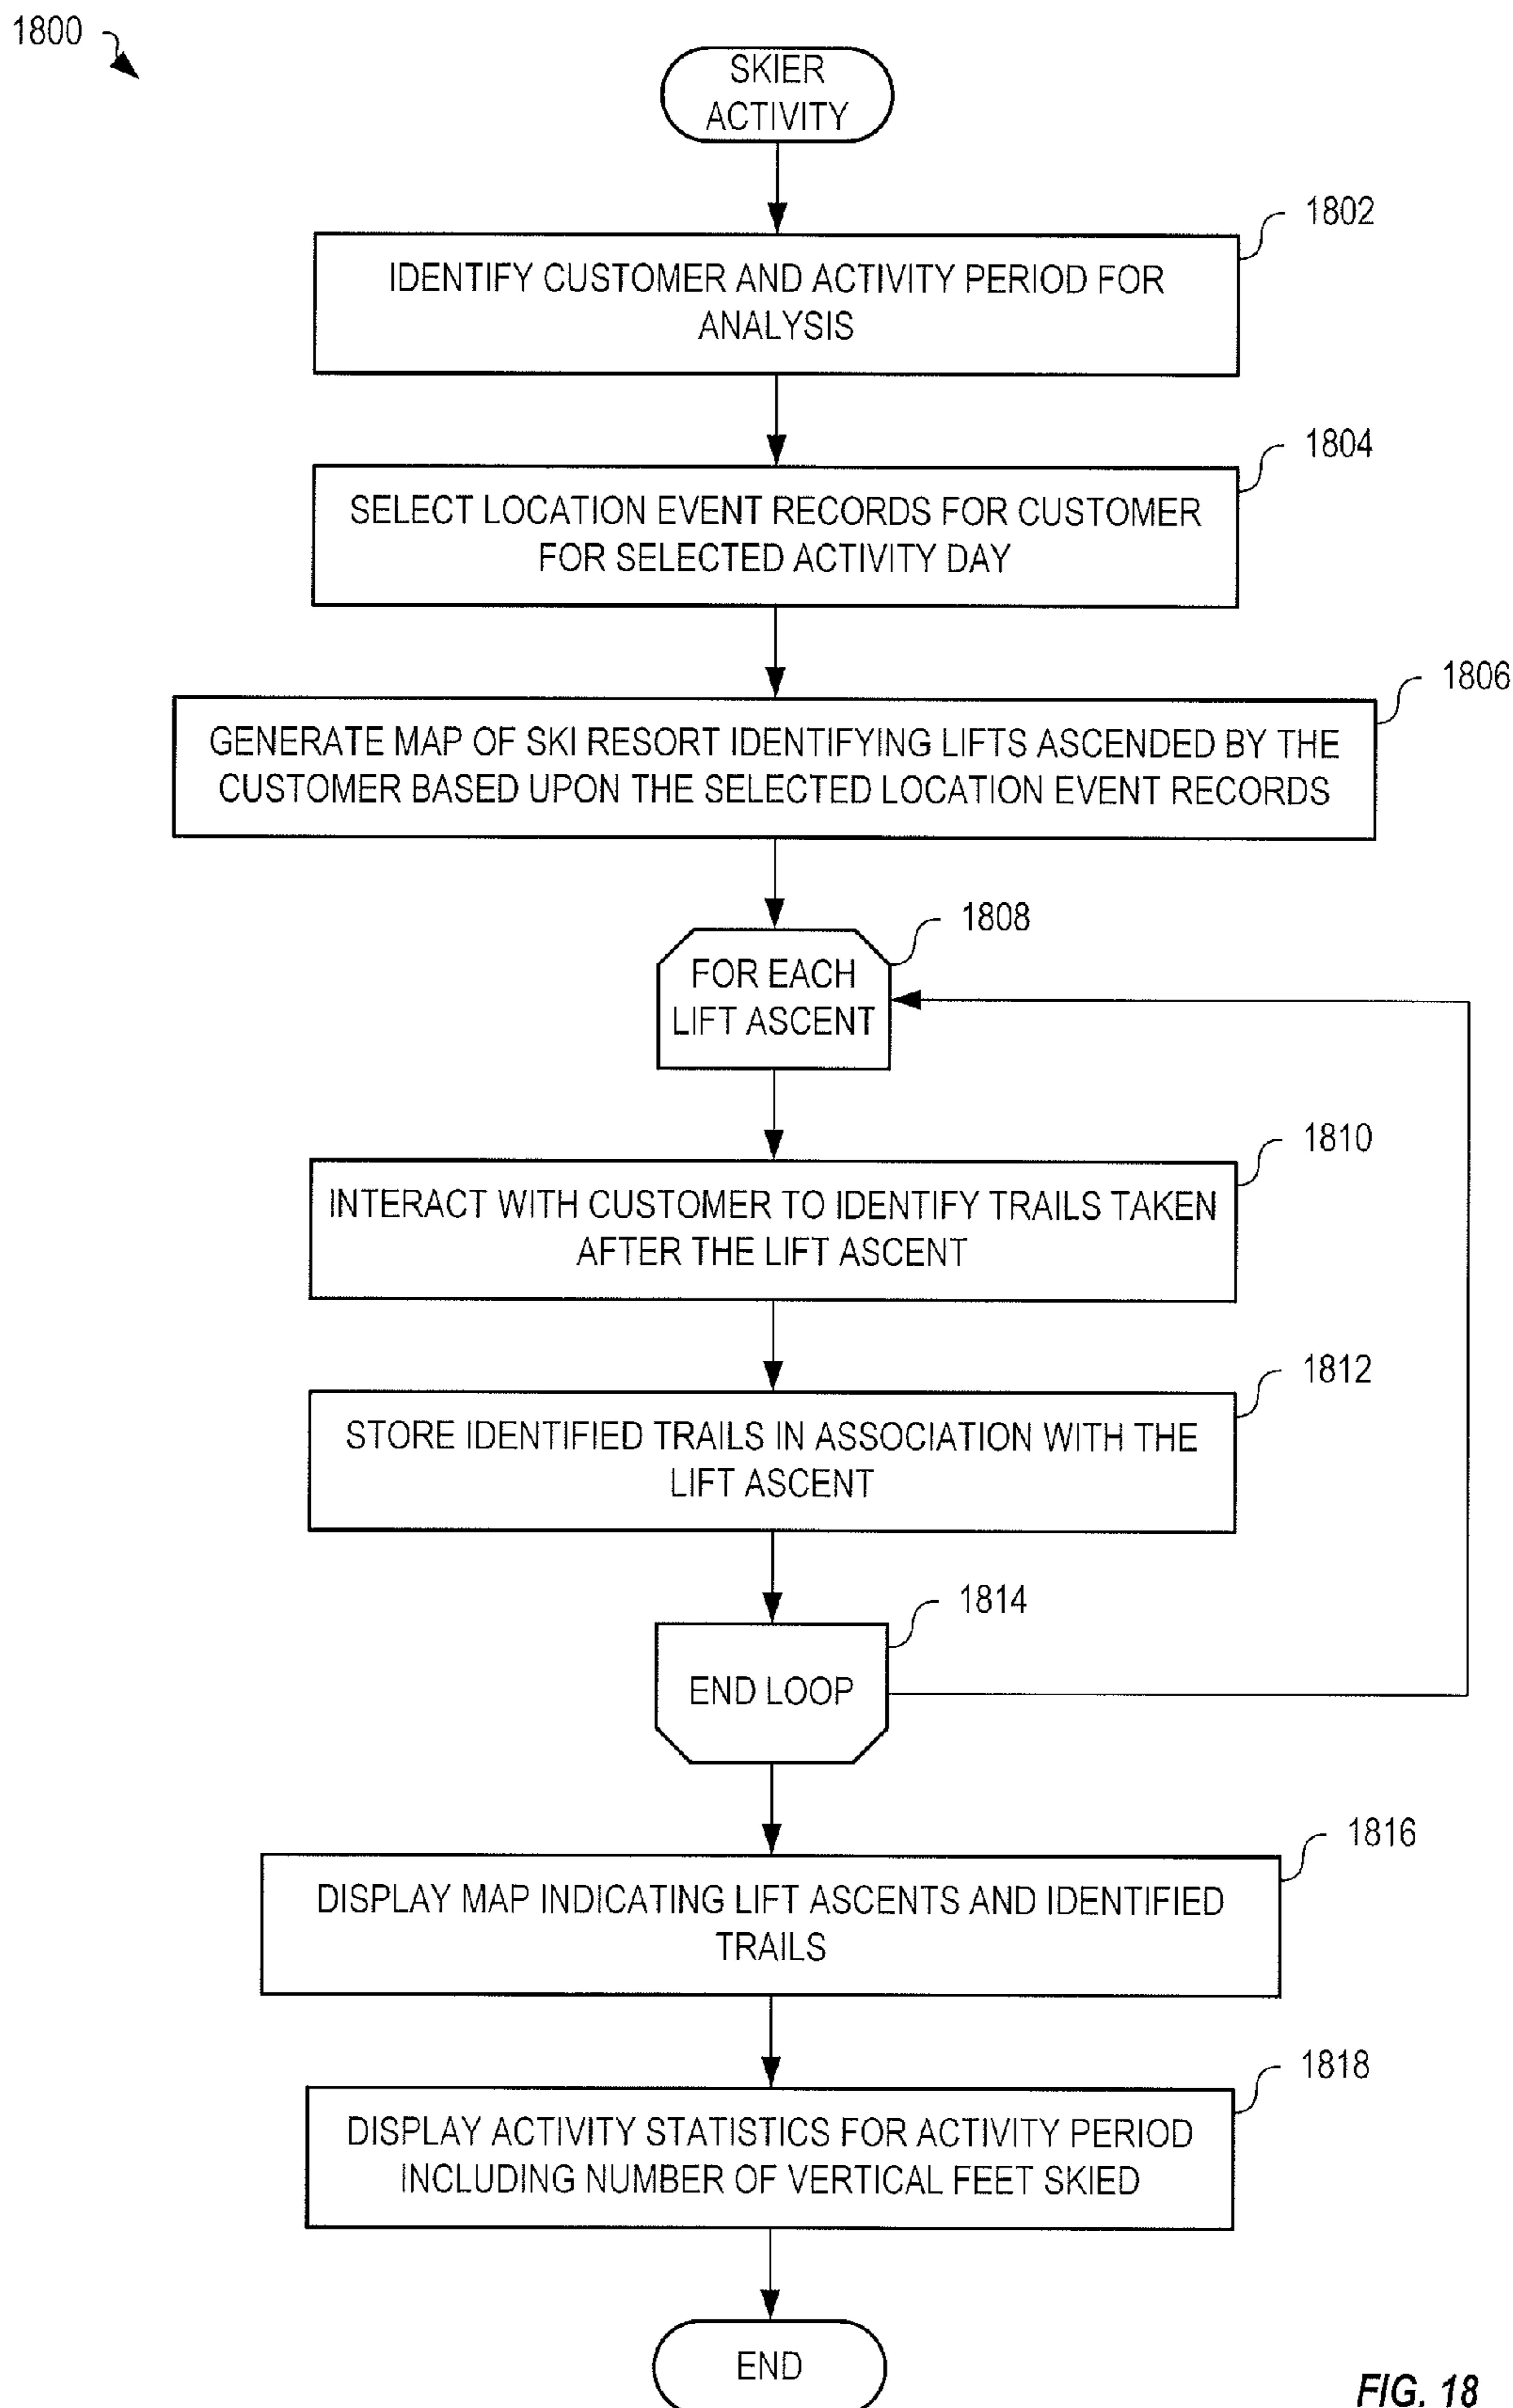 1800
SKIER
ACTIVITY
1802
IDENTIFY CUSTOMER AND ACTIVITY PERIOD FOR
ANALYSIS
1804
SELECT LOCATION EVENT RECORDS FOR CUSTOMER
FOR SELECTED ACTIVITY DAY
1806
GENERATE MAP OF SKI RESORT IDENTIFYING LIFTS ASCENDED BY THE
CUSTOMER BASED UPON THE SELECTED LOCATION EVENT RECORDS
1808
FOR EACH
LIFT ASCENT
1810
INTERACT WITH CUSTOMER TO IDENTIFY TRAILS TAKEN
AFTER THE LIFT ASCENT
1812
STORE IDENTIFIED TRAILS IN ASSOCIATION WITH THE
LIFT ASCENT
1814
END LOOP
1816
DISPLAY MAP INDICATING LIFT ASCENTS AND IDENTIFIED
TRAILS
1818
DISPLAY ACTIVITY STATISTICS FOR ACTIVITY PERIOD
INCLUDING NUMBER OF VERTICAL FEET SKIED
END
FIG. 18